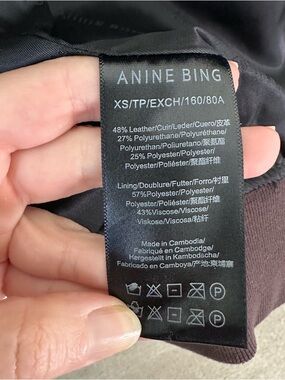 ANINE BING
XS/TP/EXCH/160/80A
48% Leather/Cuir/Leder/Cuero/皮革
27% Polyurethane/Polyuréthane/
Polyurethan/Poliuretano/聚氨酯
25% Polyester/Polyester/
Polyester/Poliéster/聚酯纤维
Lining/Doublure/Futter/Forro/衬里
57%Polyester/Polyester/
Polyester/Poliéster/聚酯纤维
43%Viscose/Viscose/
Viskose/Viscosa/粘纤
Made in Cambodia/
Fabriqué en Cambodge/
Hergestellt in Kambodscha/
Fabricado en Camboya/产地:柬埔寨
P
P